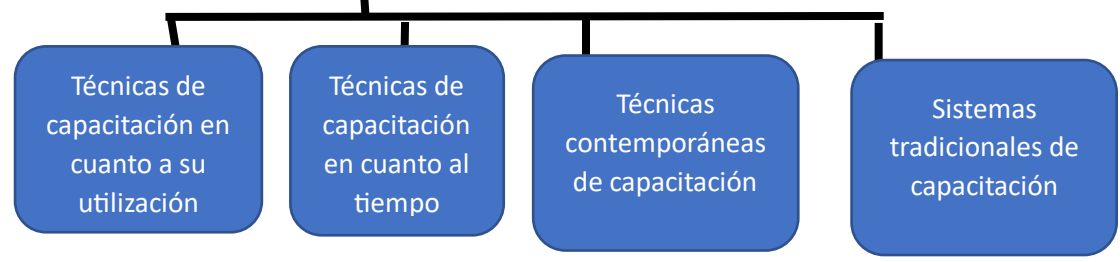 Técnicas de
capacitación en
cuanto a su
utilización
Técnicas de
capacitación
en cuanto al
tiempo
Técnicas
contemporáneas
de capacitación
Sistemas
tradicionales de
capacitación